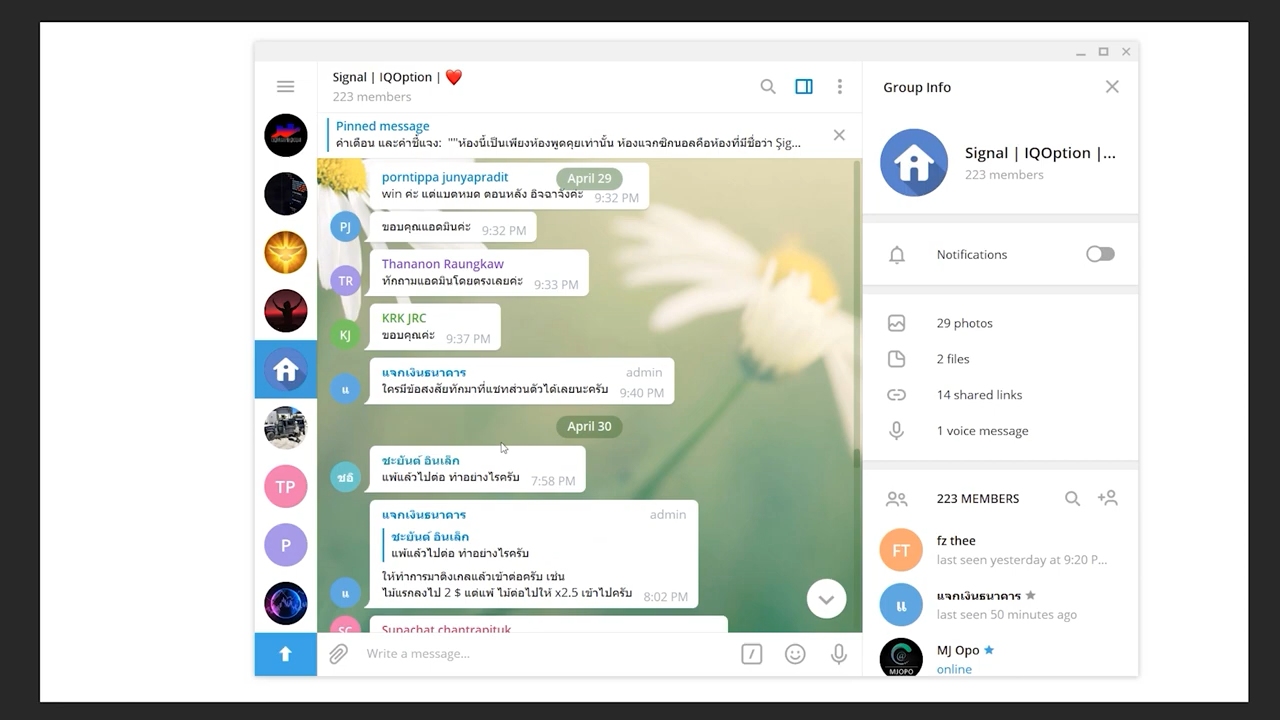 Signal | IQOption | ❤️
223 members
Pinned message
คำเตือน และคำชี้แจง: """ห้องนี้เป็นเพียงห้องพูดคุยเท่านั้น ห้องแจกซิกนอลคือห้องที่มีชื่อว่า Sig...
April 29
porntippa junyapradit
win ค่ะ แต่แบตหมด ตอนหลัง อิจฉาจังค่ะ 9:32 PM
PJ
ขอบคุณแอดมินค่ะ 9:32 PM
Thananon Raungkaw
TR
ทักถามแอดมินโดยตรงเลยค่ะ 9:33 PM
KRK JRC
KJ
ขอบคุณค่ะ 9:37 PM
แจกเงินธนาคาร admin
แ
ใครมีข้อสงสัยทักมาที่แชทส่วนตัวได้เลยนะครับ 9:40 PM
April 30
ชะยันต์ อินเล็ก
ชอิ
แพ้แล้วไปต่อ ทำอย่างไรครับ 7:58 PM
แจกเงินธนาคาร admin
ชะยันต์ อินเล็ก
แพ้แล้วไปต่อ ทำอย่างไรครับ
ให้ทำการมาติงเกลแล้วเข้าต่อครับ เช่น
แ
ไม้แรกลงไป 2 $ แต่แพ้ ไม้ต่อไปให้ x2.5 เข้าไปครับ 8:02 PM
SC
Supachat chantrapituk
Write a message...
TP
P
Group Info
Signal | IQOption |...
223 members
Notifications
29 photos
2 files
14 shared links
1 voice message
223 MEMBERS
FT
fz thee
last seen yesterday at 9:20 P...
แ
แจกเงินธนาคาร
last seen 50 minutes ago
MJ Opo
online
MJOPO